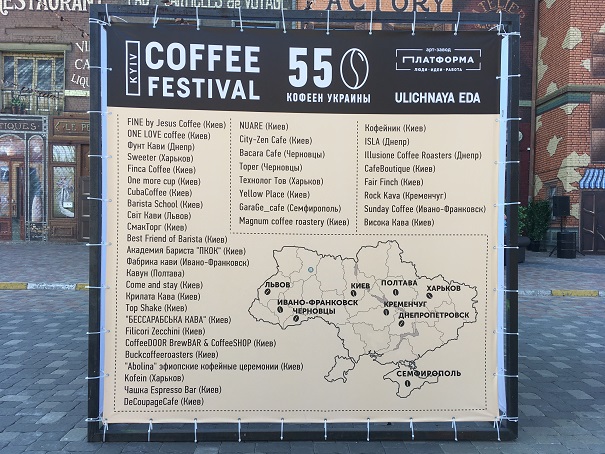 RESTAURANT
FACTORY
KYIV
COFFEE
FESTIVAL
55
КОФЕЕН УКРАИНЫ
арт-завод
ПЛАТФОРМА
ЛЮДИ•ИДЕИ•РАБОТА
ULICHNAYA EDA
FINE by Jesus Coffee (Киев)
ONE LOVE coffee (Киев)
Фунт Кави (Днепр)
Sweeter (Харьков)
Finca Coffee (Киев)
One more cup (Киев)
CubaCoffee (Киев)
Barista School (Киев)
Світ Кави (Львов)
СмакТорг (Киев)
Best Friend of Barista (Киев)
Академия Бариста "ПКОК" (Киев)
Фабрика кави (Ивано-Франковск)
Кавун (Полтава)
Come and stay (Киев)
Крилата Кава (Киев)
Top Shake (Киев)
"БЕССАРАБСЬКА КАВА" (Киев)
Filicori Zecchini (Киев)
CoffeeDOOR BrewBAR & CoffeeSHOP (Киев)
Buckcoffeeroasters (Киев)
"Abolina" эфиопские кофейные церемонии (Киев)
Kofein (Харьков)
Чашка Espresso Bar (Киев)
DeCoupageCafe (Киев)
NUARE (Киев)
City-Zen Cafe (Киев)
Bacara Cafe (Черновцы)
Торер (Черновцы)
Технолог Тов (Харьков)
Yellow Place (Киев)
GaraGe_cafe (Семфирополь)
Magnum coffee roastery (Киев)
Кофейник (Киев)
ISLA (Днепр)
Illusione Coffee Roasters (Днепр)
CafeBoutique (Киев)
Fair Finch (Киев)
Rock Kava (Кременчуг)
Sunday Coffee (Ивано-Франковск)
Висока Кава (Киев)
ЛЬВОВ
КИЕВ
ПОЛТАВА
ХАРЬКОВ
ИВАНО-ФРАНКОВСК
ЧЕРНОВЦЫ
КРЕМЕНЧУГ
ДНЕПРОПЕТРОВСК
СЕМФИРОПОЛЬ